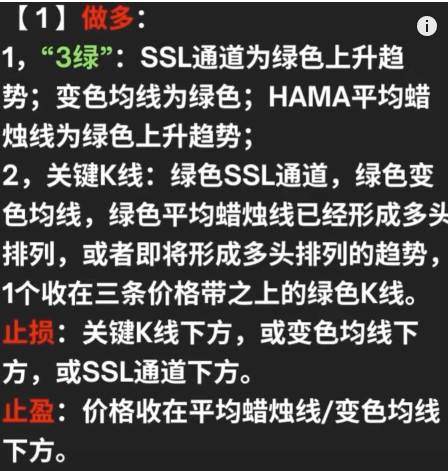 【1】做多：
1，“3绿”：SSL通道为绿色上升趋
势；变色均线为绿色；HAMA平均蜡
烛线为绿色上升趋势；
2，关键K线：绿色SSL通道，绿色变
色均线，绿色平均蜡烛线已经形成多头
排列，或者即将形成多头排列的趋势，
1个收在三条价格带之上的绿色K线。
止损：关键K线下方，或变色均线下
方，或SSL通道下方。
止盈：价格收在平均蜡烛线/变色均线
下方。